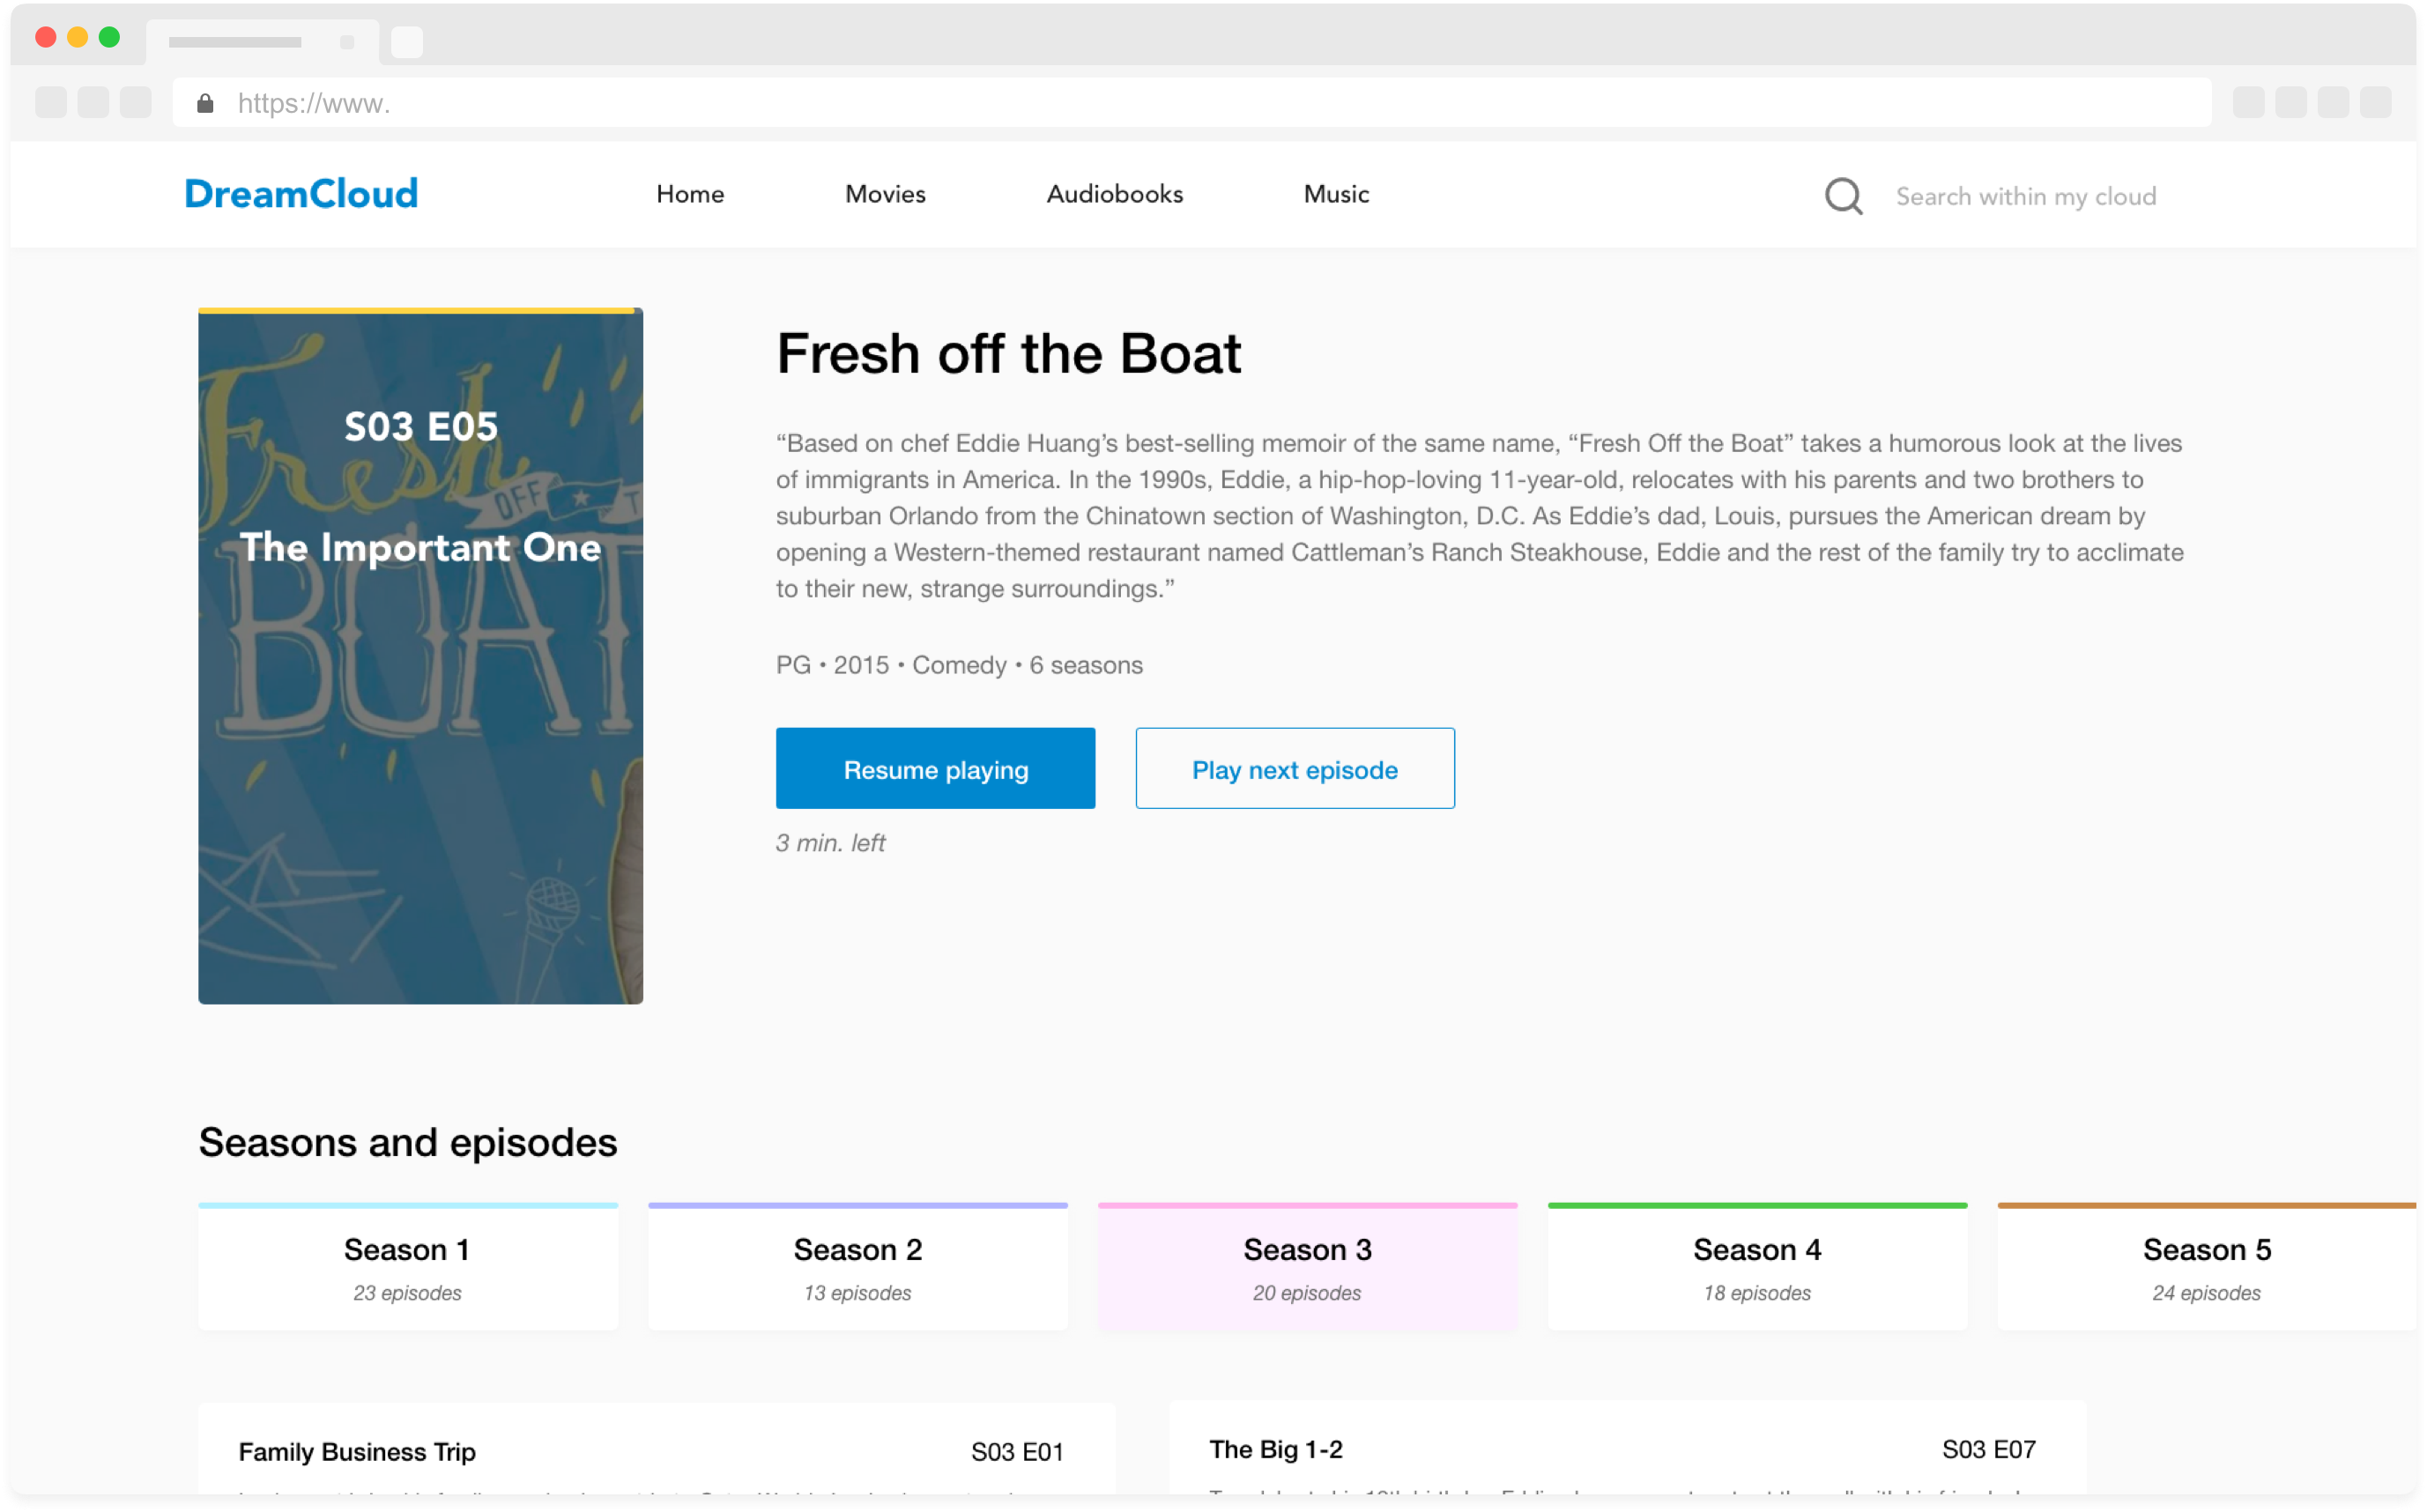 https://www.
DreamCloud
Home
Movies
Audiobooks
Music
Search within my cloud
Fresh
OFF
BOAT
S03 E05
The Important One
Fresh off the Boat
“Based on chef Eddie Huang’s best-selling memoir of the same name, “Fresh Off the Boat” takes a humorous look at the lives
of immigrants in America. In the 1990s, Eddie, a hip-hop-loving 11-year-old, relocates with his parents and two brothers to
suburban Orlando from the Chinatown section of Washington, D.C. As Eddie’s dad, Louis, pursues the American dream by
opening a Western-themed restaurant named Cattleman’s Ranch Steakhouse, Eddie and the rest of the family try to acclimate
to their new, strange surroundings.”
PG • 2015 • Comedy • 6 seasons
Resume playing
Play next episode
3 min. left
Seasons and episodes
Season 1
23 episodes
Season 2
13 episodes
Season 3
20 episodes
Season 4
18 episodes
Season 5
24 episodes
Family Business Trip
S03 E01
The Big 1-2
S03 E07